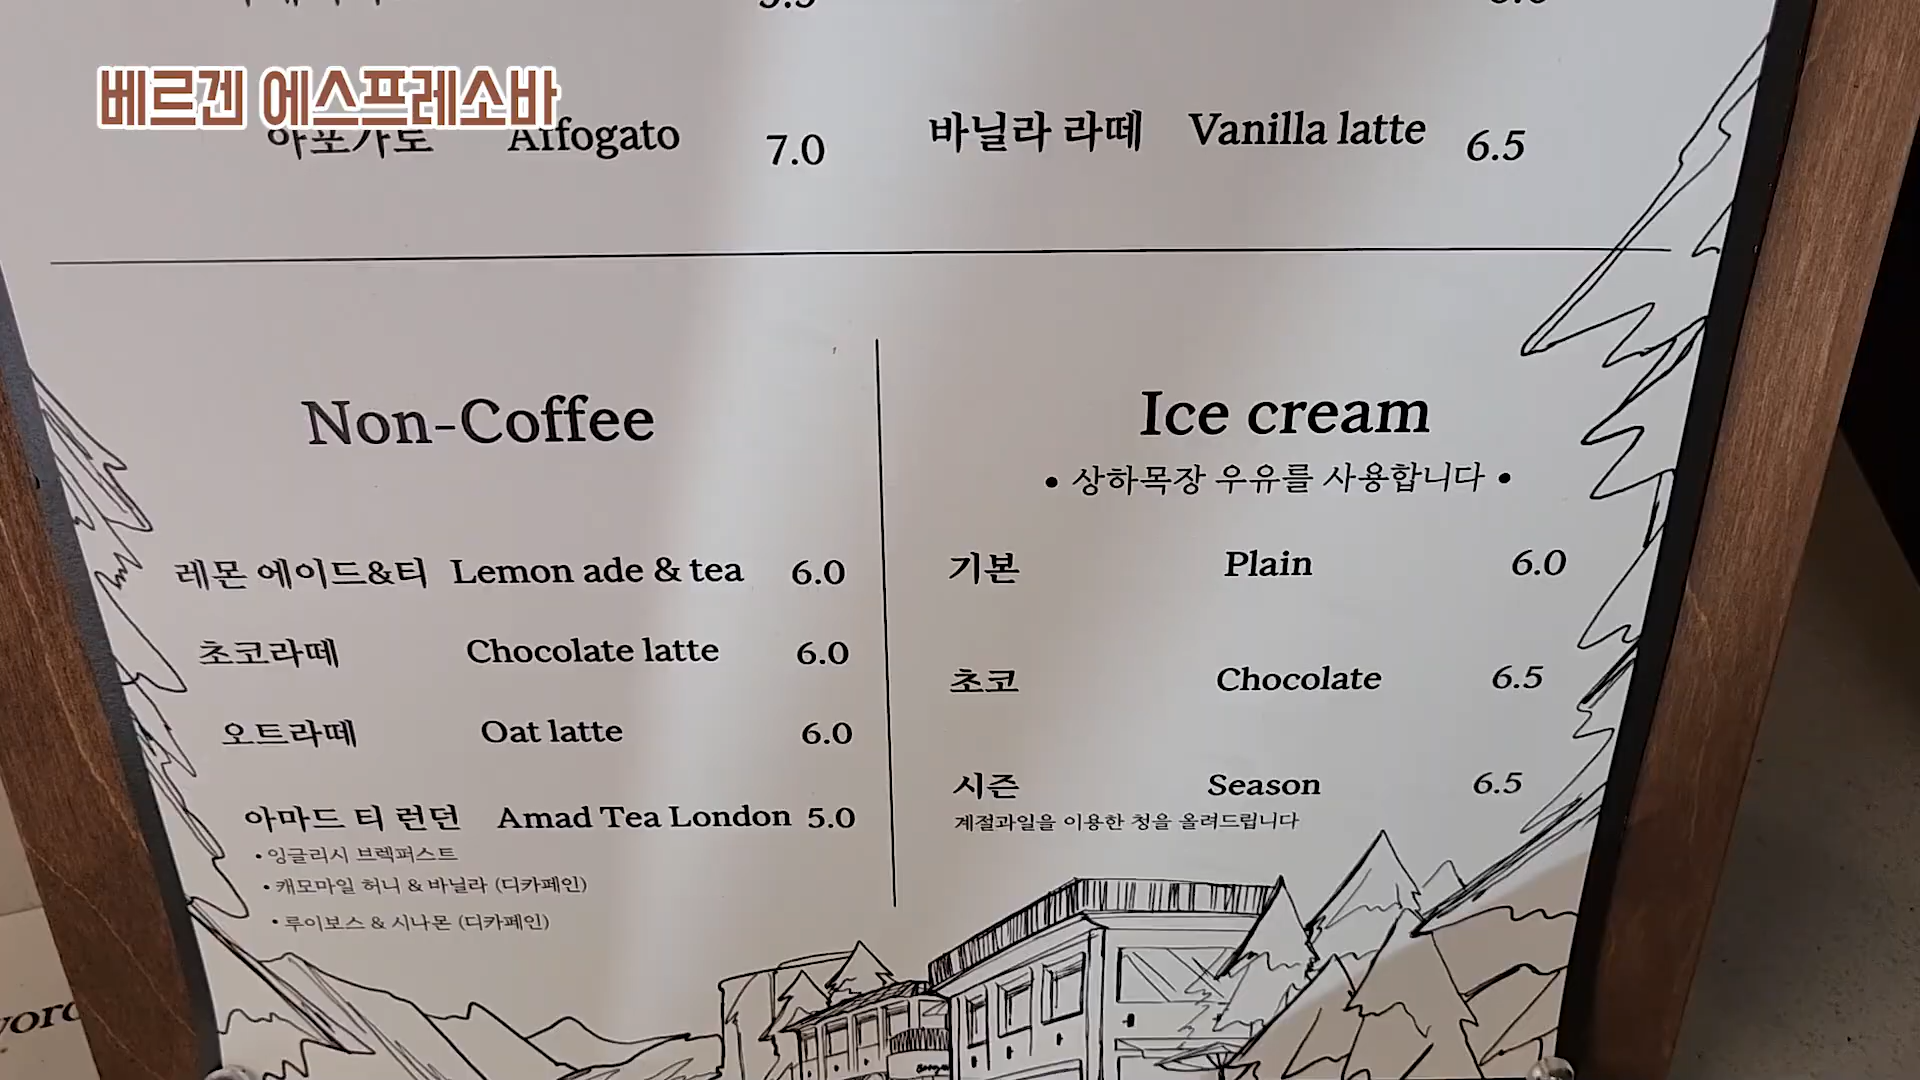 베르겐 에스프레소바
아포가토 Affogato 7.0
바닐라 라떼 Vanilla latte 6.5
Non-Coffee
레몬 에이드&티 Lemon ade & tea 6.0
초코라떼 Chocolate latte 6.0
오트라떼 Oat latte 6.0
아마드 티 런던 Amad Tea London 5.0
• 잉글리시 브렉퍼스트
• 캐모마일 허니 & 바닐라 (디카페인)
• 루이보스 & 시나몬 (디카페인)
Ice cream
• 상하목장 우유를 사용합니다 •
기본 Plain 6.0
초코 Chocolate 6.5
시즌 Season 6.5
계절과일을 이용한 청을 올려드립니다